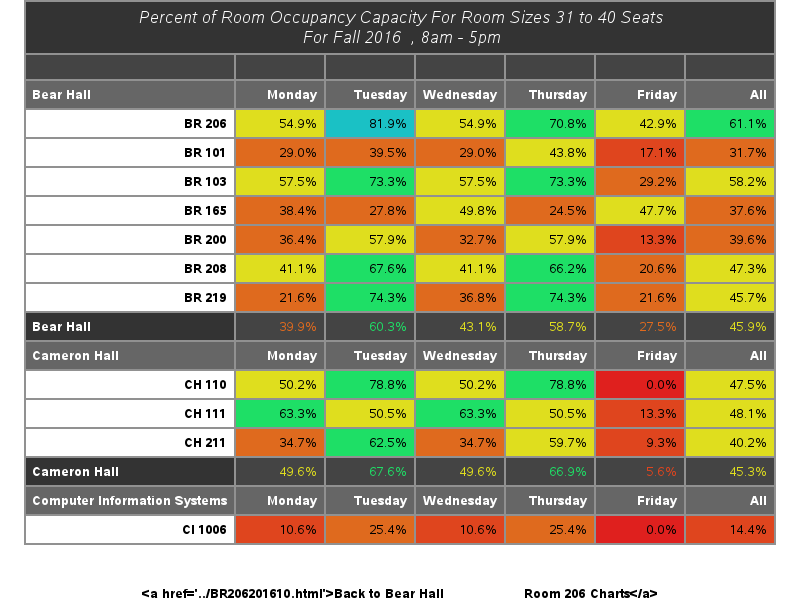 Percent of Room Occupancy Capacity For Room Sizes 31 to 40 Seats
For Fall 2016 , 8am - 5pm
Bear Hall Monday Tuesday Wednesday Thursday Friday All
BR 206 54.9% 81.9% 54.9% 70.8% 42.9% 61.1%
BR 101 29.0% 39.5% 29.0% 43.8% 17.1% 31.7%
BR 103 57.5% 73.3% 57.5% 73.3% 29.2% 58.2%
BR 165 38.4% 27.8% 49.8% 24.5% 47.7% 37.6%
BR 200 36.4% 57.9% 32.7% 57.9% 13.3% 39.6%
BR 208 41.1% 67.6% 41.1% 66.2% 20.6% 47.3%
BR 219 21.6% 74.3% 36.8% 74.3% 21.6% 45.7%
Bear Hall 39.9% 60.3% 43.1% 58.7% 27.5% 45.9%
Cameron Hall Monday Tuesday Wednesday Thursday Friday All
CH 110 50.2% 78.8% 50.2% 78.8% 0.0% 47.5%
CH 111 63.3% 50.5% 63.3% 50.5% 13.3% 48.1%
CH 211 34.7% 62.5% 34.7% 59.7% 9.3% 40.2%
Cameron Hall 49.6% 67.6% 49.6% 66.9% 5.6% 45.3%
Computer Information Systems Monday Tuesday Wednesday Thursday Friday All
CI 1006 10.6% 25.4% 10.6% 25.4% 0.0% 14.4%
<a href='../BR206201610.html'>Back to Bear Hall Room 206 Charts</a>